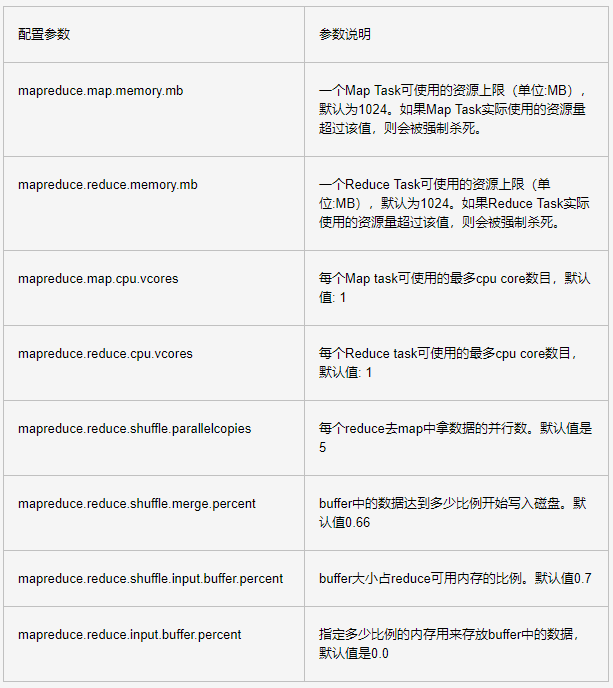 配置参数
参数说明
mapreduce.map.memory.mb
一个Map Task可使用的资源上限（单位:MB），
默认为1024。如果Map Task实际使用的资源量
超过该值，则会被强制杀死。
mapreduce.reduce.memory.mb
一个Reduce Task可使用的资源上限（单
位:MB），默认为1024。如果Reduce Task实际
使用的资源量超过该值，则会被强制杀死。
mapreduce.map.cpu.vcores
每个Map task可使用的最多cpu core数目，默认
值: 1
mapreduce.reduce.cpu.vcores
每个Reduce task可使用的最多cpu core数目，
默认值: 1
mapreduce.reduce.shuffle.parallelcopies
每个reduce去map中拿数据的并行数。默认值是
5
mapreduce.reduce.shuffle.merge.percent
buffer中的数据达到多少比例开始写入磁盘。默
认值0.66
mapreduce.reduce.shuffle.input.buffer.percent
buffer大小占reduce可用内存的比例。默认值0.7
mapreduce.reduce.input.buffer.percent
指定多少比例的内存用来存放buffer中的数据，
默认值是0.0